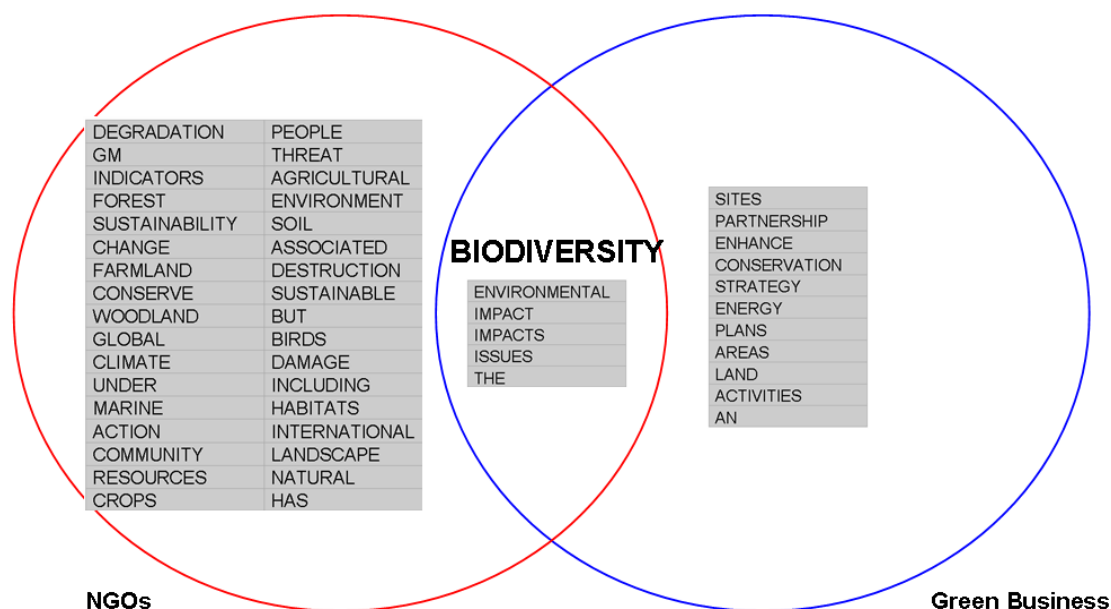 DEGRADATION PEOPLE
GM THREAT
INDICATORS AGRICULTURAL
FOREST ENVIRONMENT
SUSTAINABILITY SOIL
CHANGE ASSOCIATED
FARMLAND DESTRUCTION
CONSERVE SUSTAINABLE
WOODLAND BUT
GLOBAL BIRDS
CLIMATE DAMAGE
UNDER INCLUDING
MARINE HABITATS
ACTION INTERNATIONAL
COMMUNITY LANDSCAPE
RESOURCES NATURAL
CROPS HAS
BIODIVERSITY
ENVIRONMENTAL
IMPACT
IMPACTS
ISSUES
THE
SITES
PARTNERSHIP
ENHANCE
CONSERVATION
STRATEGY
ENERGY
PLANS
AREAS
LAND
ACTIVITIES
AN
NGOs
Green Business